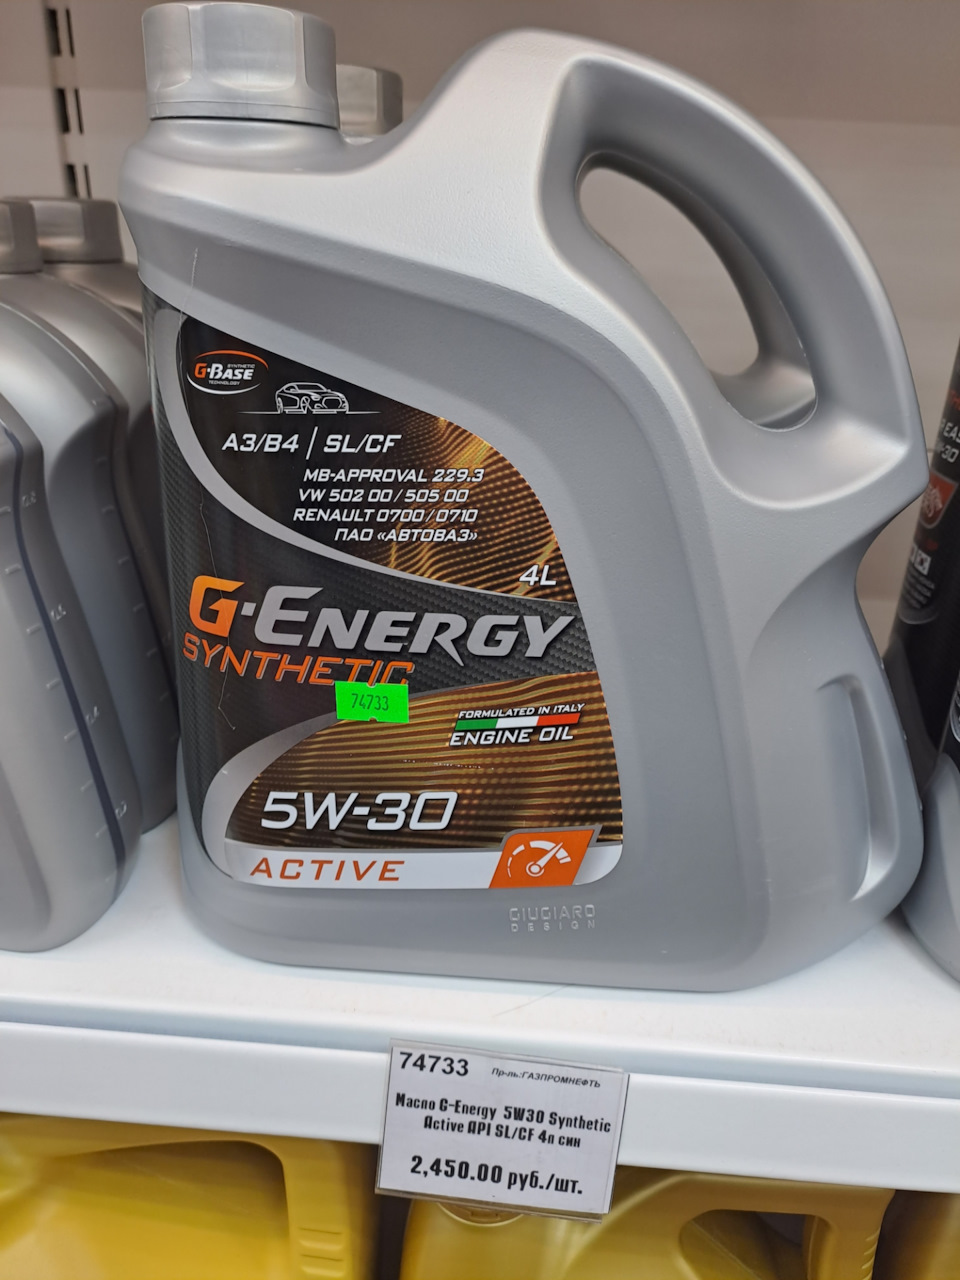 G-BASE
SYNTHETIC
TECHNOLOGY
A3/B4 | SL/CF
MB-APPROVAL 229.3
VW 502 00 / 505 00
RENAULT 0700 / 0710
ПАО «АВТОВАЗ»
4L
G-ENERGY
SYNTHETIC
74733
FORMULATED IN ITALY
ENGINE OIL
5W-30
ACTIVE
GIUGIARO
DESIGN
74733 Пр-ль:ГАЗПРОМНЕФТЬ
Масло G-Energy 5W30 Synthetic
Active API SL/CF 4л син
2,450.00 руб./шт.